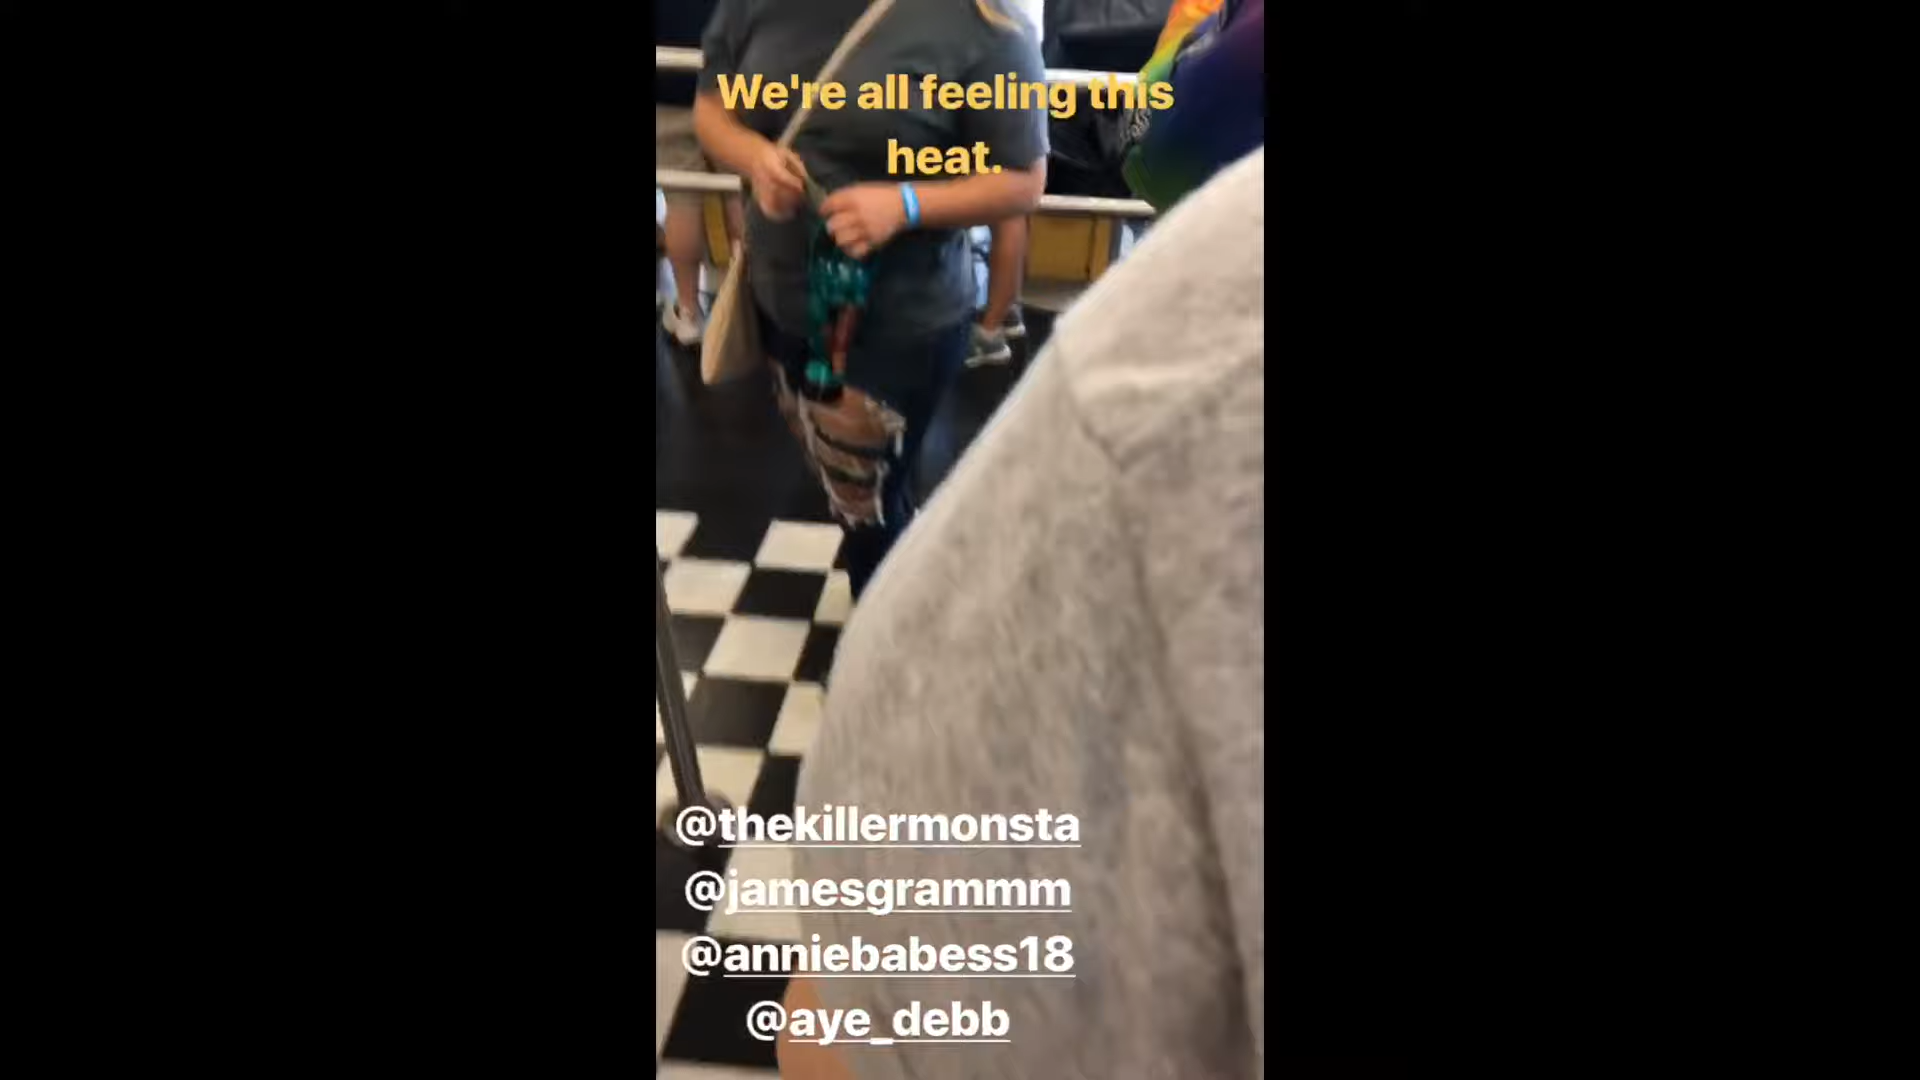 We're all feeling this
heat.
@thekillermonsta
@jamesgrammm
@anniebabess18
@aye_debb